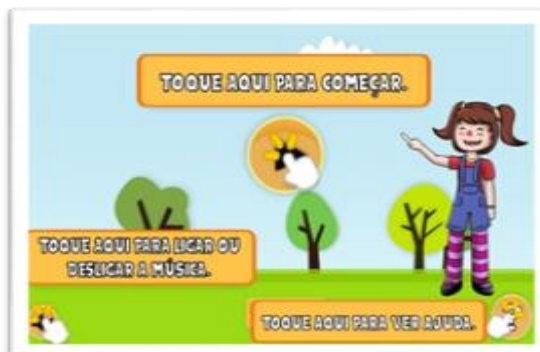 TOQUE AQUI PARA COMEÇAR.
TOQUE AQUI PARA LIGAR OU
DESLIGAR A MÚSICA.
TOQUE AQUI PARA VER AJUDA.